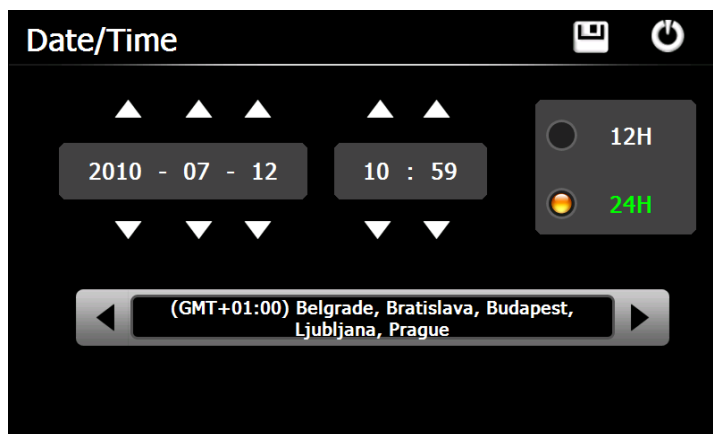 Date/Time
2010 - 07 - 12
10 : 59
12H
24H
(GMT+01:00) Belgrade, Bratislava, Budapest,
Ljubljana, Prague